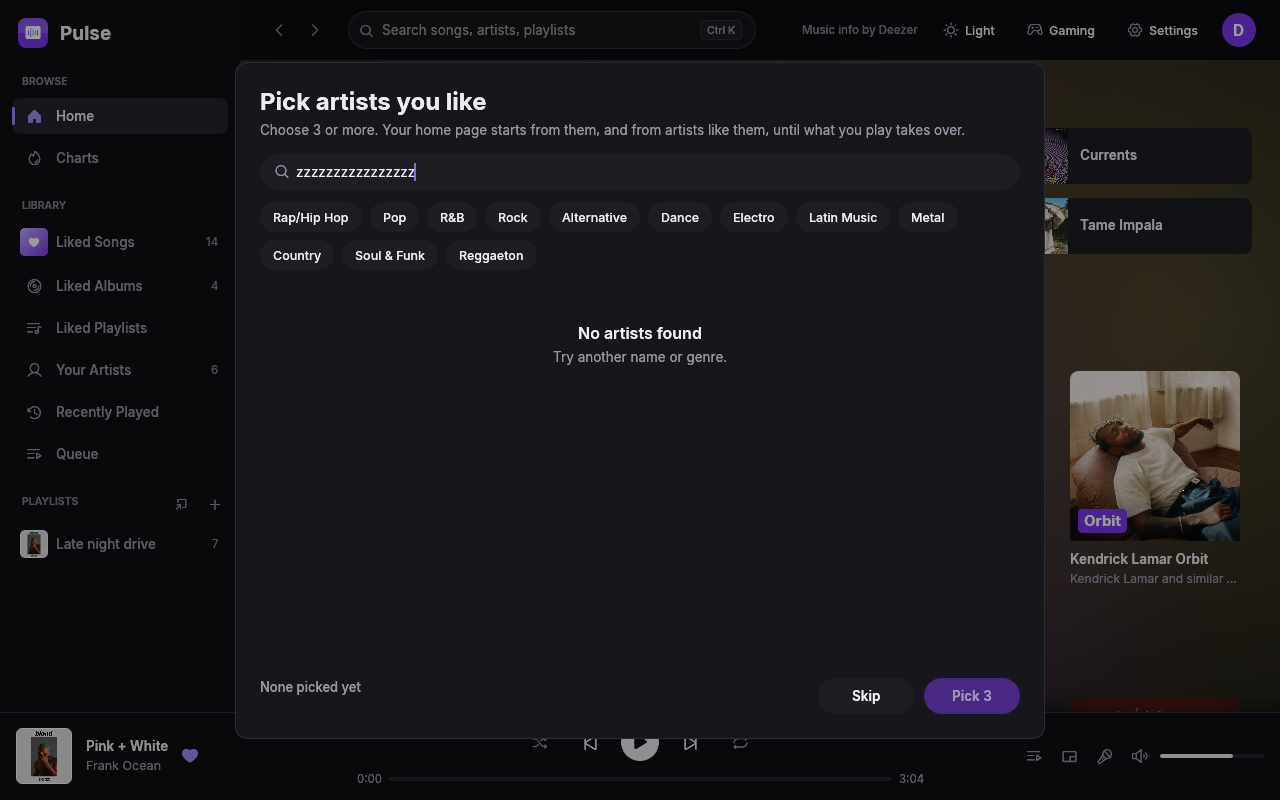 Pulse
Search songs, artists, playlists
Ctrl K
Music info by Deezer
Light
Gaming
Settings
D
BROWSE
Home
Charts
LIBRARY
Liked Songs 14
Liked Albums 4
Liked Playlists
Your Artists 6
Recently Played
Queue
PLAYLISTS
Late night drive 7
Pick artists you like
Choose 3 or more. Your home page starts from them, and from artists like them, until what you play takes over.
zzzzzzzzzzzzzzzz
Rap/Hip Hop
Pop
R&B
Rock
Alternative
Dance
Electro
Latin Music
Metal
Country
Soul & Funk
Reggaeton
No artists found
Try another name or genre.
None picked yet
Skip
Pick 3
Currents
Tame Impala
Orbit
Kendrick Lamar Orbit
Kendrick Lamar and similar ...
blond
Pink + White
Frank Ocean
0:00
3:04